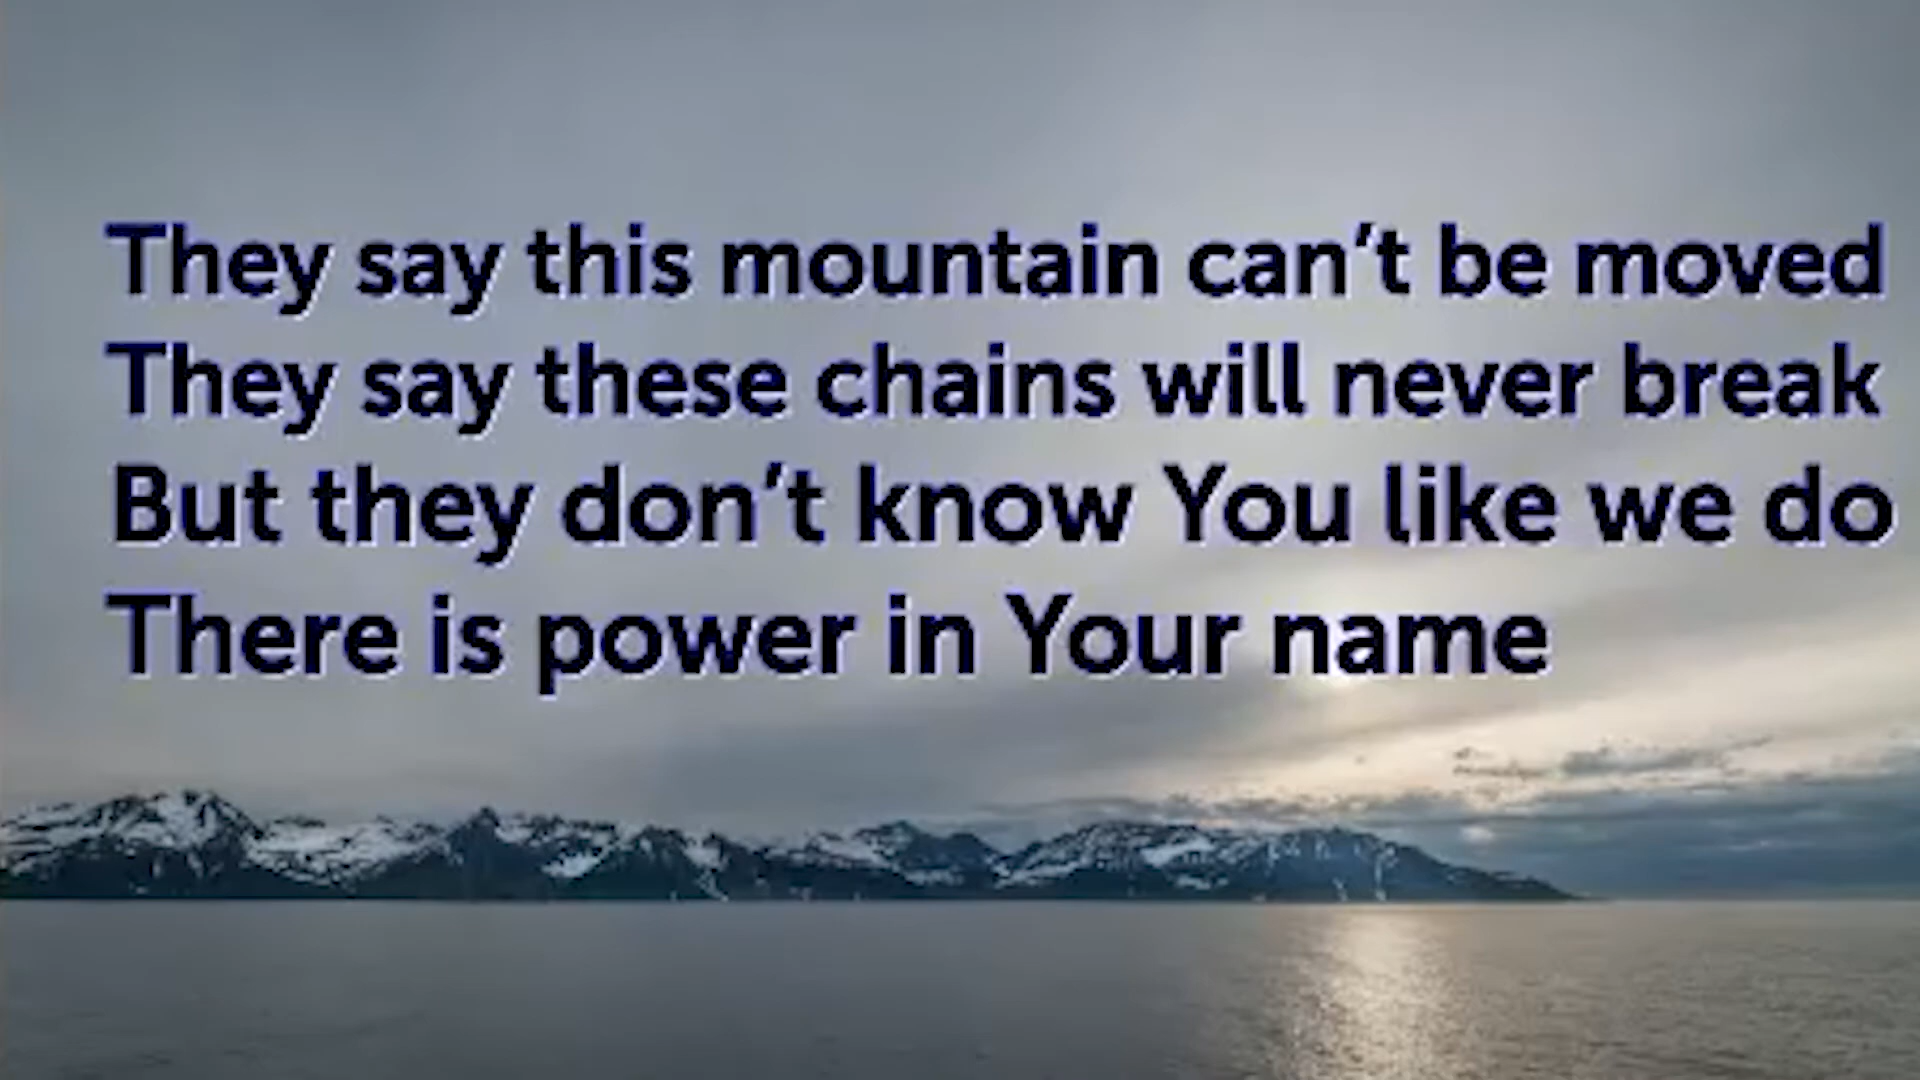 They say this mountain can’t be moved
They say these chains will never break
But they don’t know You like we do
There is power in Your name